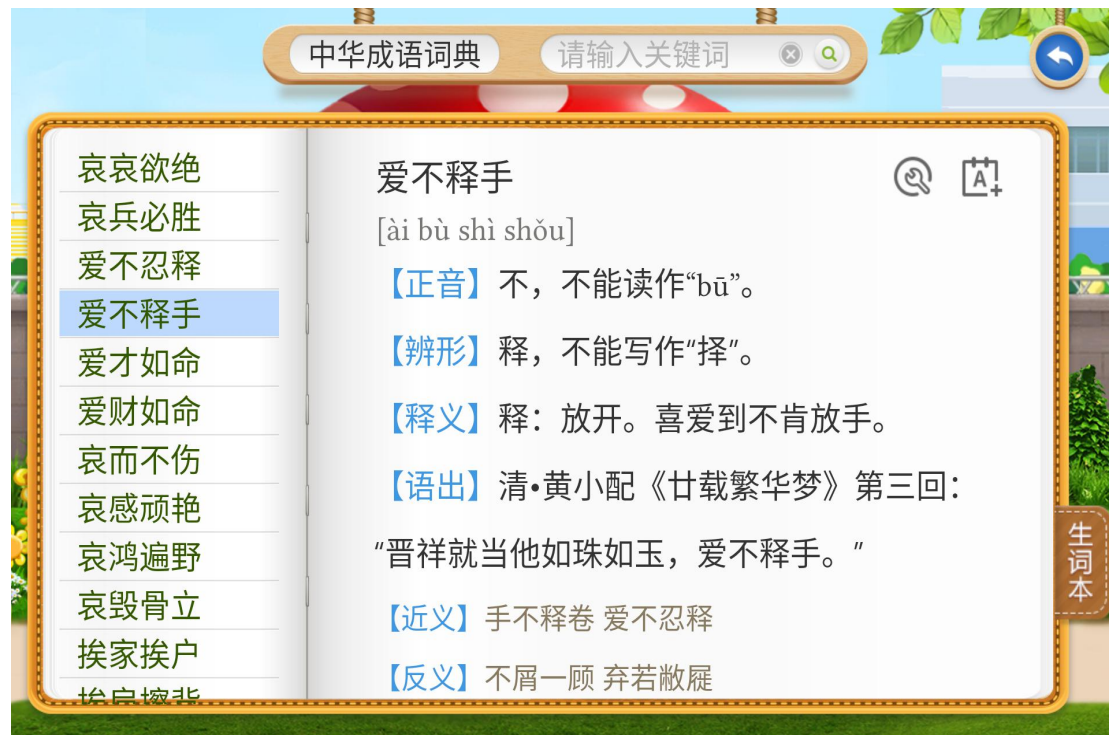 中华成语词典
请输入关键词
哀哀欲绝
哀兵必胜
爱不忍释
爱不释手
爱才如命
爱财如命
哀而不伤
哀感顽艳
哀鸿遍野
哀毁骨立
挨家挨户
挨肩擦背
爱不释手
[ài bù shì shǒu]
【正音】不，不能读作“bū”。
【辨形】释，不能写作“择”。
【释义】释：放开。喜爱到不肯放手。
【语出】清•黄小配《廿载繁华梦》第三回：
“晋祥就当他如珠如玉，爱不释手。”
【近义】手不释卷 爱不忍释
【反义】不屑一顾 弃若敝屣
生词本
A